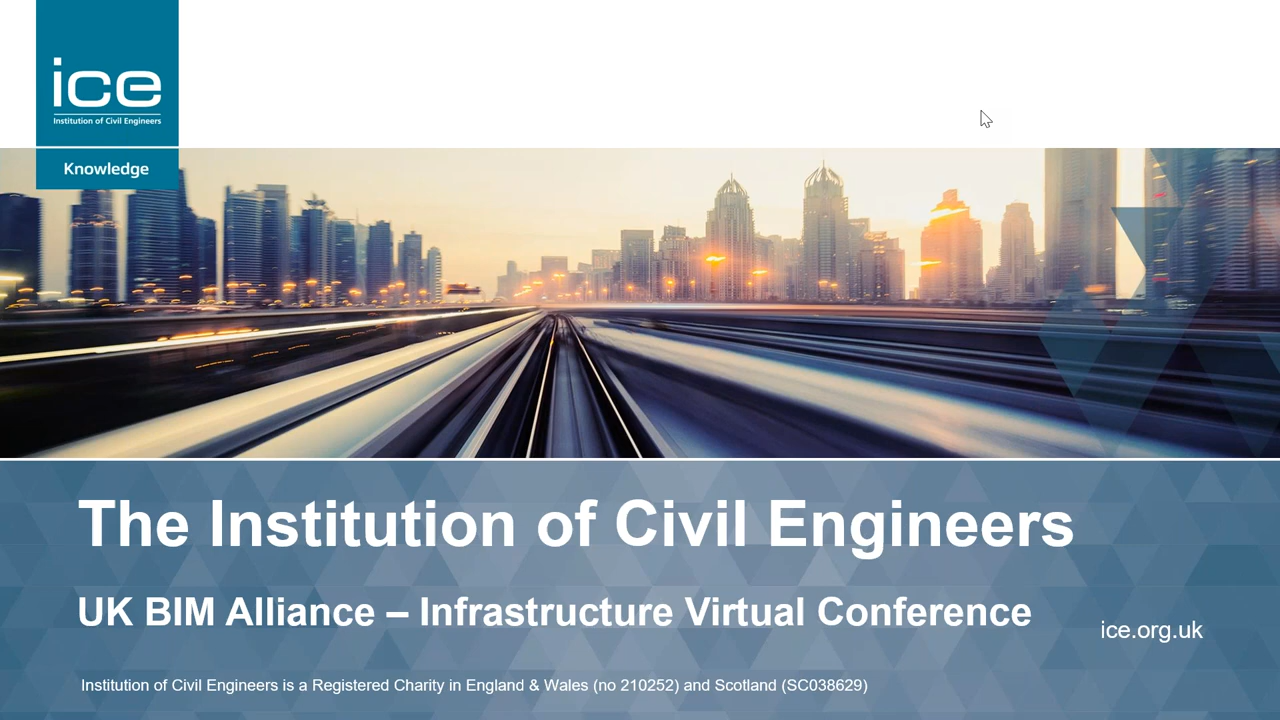 ice
Institution of Civil Engineers
Knowledge
The Institution of Civil Engineers
UK BIM Alliance – Infrastructure Virtual Conference
ice.org.uk
Institution of Civil Engineers is a Registered Charity in England & Wales (no 210252) and Scotland (SC038629)